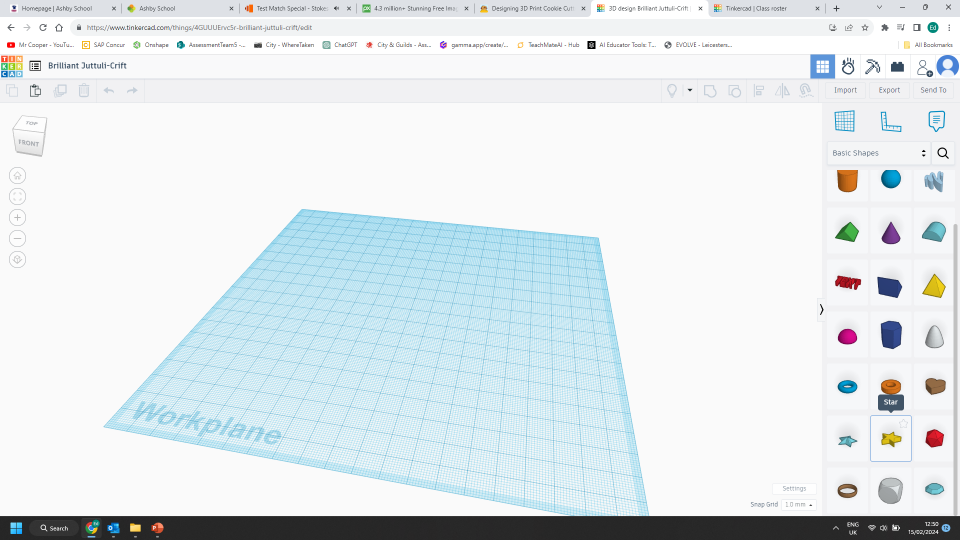 Homepage | Ashby School
Ashby School
Test Match Special - Stokes
4.3 million+ Stunning Free Ima
Designing 3D Print Cookie Cutt
3D design Brilliant Juttuli-Crift
Tinkercad | Class roster
https://www.tinkercad.com/things/4GUUUErvc5r-brilliant-juttuli-crift/edit
Ed
Mr Cooper - YouTu...
SAP Concur
Onshape
AssessmentTeam5 -...
City - WhereTaken
ChatGPT
City & Guilds - Ass...
gamma.app/create/...
TeachMateAI - Hub
AI Educator Tools: T...
EVOLVE - Leicesters...
All Bookmarks
TIN
KER
CAD
Brilliant Juttuli-Crift
Import
Export
Send To
TOP
FRONT
Basic Shapes
TEXT
Star
Workplane
Settings
Snap Grid
1.0 mm
Search
ENG
UK
12:50
15/02/2024
12